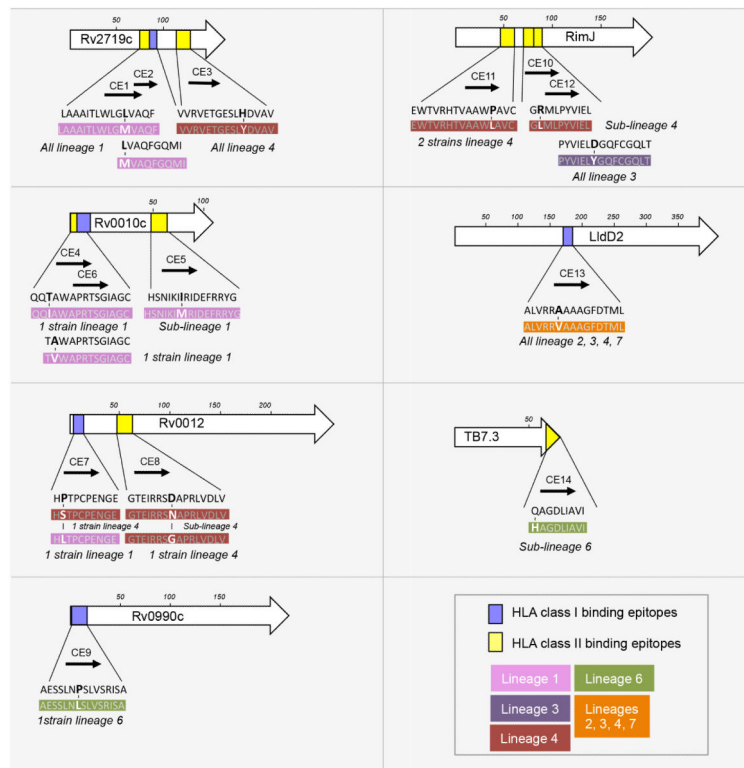 50 100
Rv2719c
CE2
CE1 CE3
LAAAITLWLGLVAQF VVRVETGESLHDVAV
LAAAITLWLGMVAQF VVRVETGESLYDVAV
All lineage 1 LVAQFGQMI All lineage 4
MVAQFGQMI
50 100 150
RimJ
CE11 CE10
CE12
EWTVRHTVAAWPAVC GRMLPYVIEL
EWTVRHTVAAWLAVC GLMLPYVIEL Sub-lineage 4
2 strains lineage 4 PYVIELDGQFCGQLT
PYVIELYGQFCGQLT
All lineage 3
50 100
Rv0010c
CE4 CE5
CE6
QQTAWAPRTSGIAGC HSNIKIIRIDEFRRYG
QQIAWAPRTSGIAGC HSNIKIMRIDEFRRYG
1 strain lineage 1 Sub-lineage 1
TAWAPRTSGIAGC 1 strain lineage 1
TVWAPRTSGIAGC
50 100 150 200 250 300 350
LldD2
CE13
ALVRRAAAAGFDTML
ALVRRVAAAGFDTML
All lineage 2, 3, 4, 7
50 100 150 200
Rv0012
CE7 CE8
HPTPCPENGE GTEIRRSDAPRLVDLV
HSTPCPENGE GTEIRRSNAPRLVDLV
1 strain lineage 4 Sub-lineage 4
HLTPCPENGE GTEIRRSGAPRLVDLV
1 strain lineage 1 1 strain lineage 4
50
TB7.3
CE14
QAGDLIAVI
HAGDLIAVI
Sub-lineage 6
50 100 150
Rv0990c
CE9
AESSLNPSLVSRISA
AESSLNLSLVSRISA
1strain lineage 6
HLA class I binding epitopes
HLA class II binding epitopes
Lineage 1 Lineage 6
Lineage 3 Lineages
2, 3, 4, 7
Lineage 4